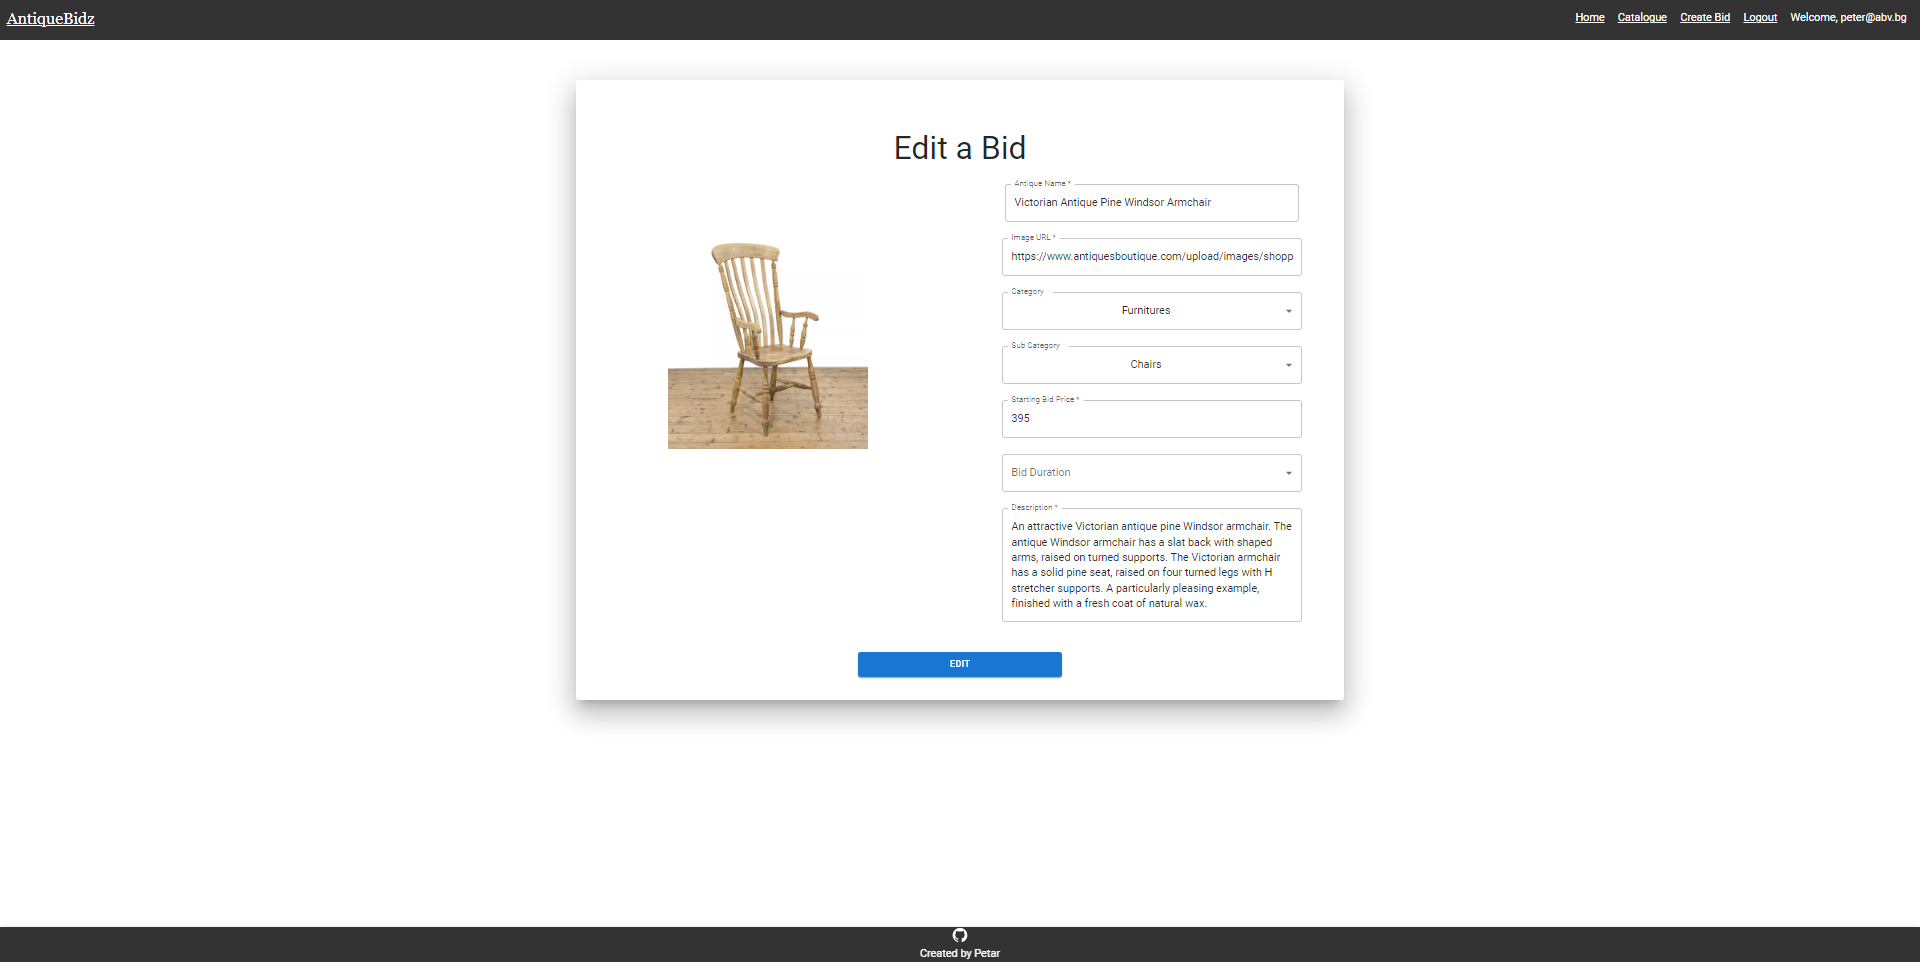 AntiqueBidz
Home Catalogue Create Bid Logout Welcome, peter@abv.bg
Edit a Bid
Antique Name *
Victorian Antique Pine Windsor Armchair
Image URL *
https://www.antiquesboutique.com/upload/images/shopp
Category
Furnitures
Sub Category
Chairs
Starting Bid Price *
395
Bid Duration
Description *
An attractive Victorian antique pine Windsor armchair. The
antique Windsor armchair has a slat back with shaped
arms, raised on turned supports. The Victorian armchair
has a solid pine seat, raised on four turned legs with H
stretcher supports. A particularly pleasing example,
finished with a fresh coat of natural wax.
EDIT
Created by Petar